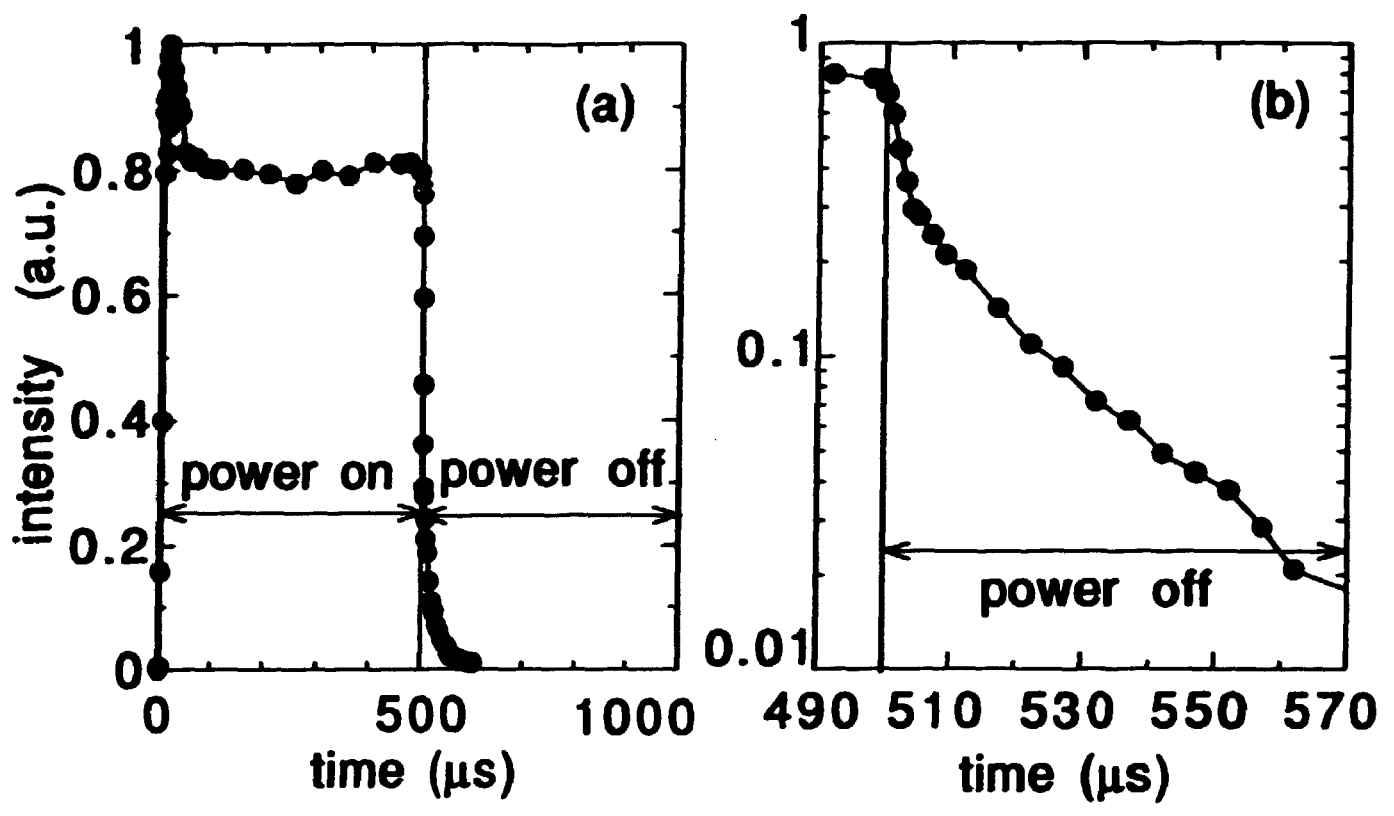 1
(a)
0.8
0.6
0.4
0.2
0
intensity (a.u.)
power on
power off
0
500
1000
time (μs)
1
(b)
0.1
0.01
power off
490
510
530
550
570
time (μs)